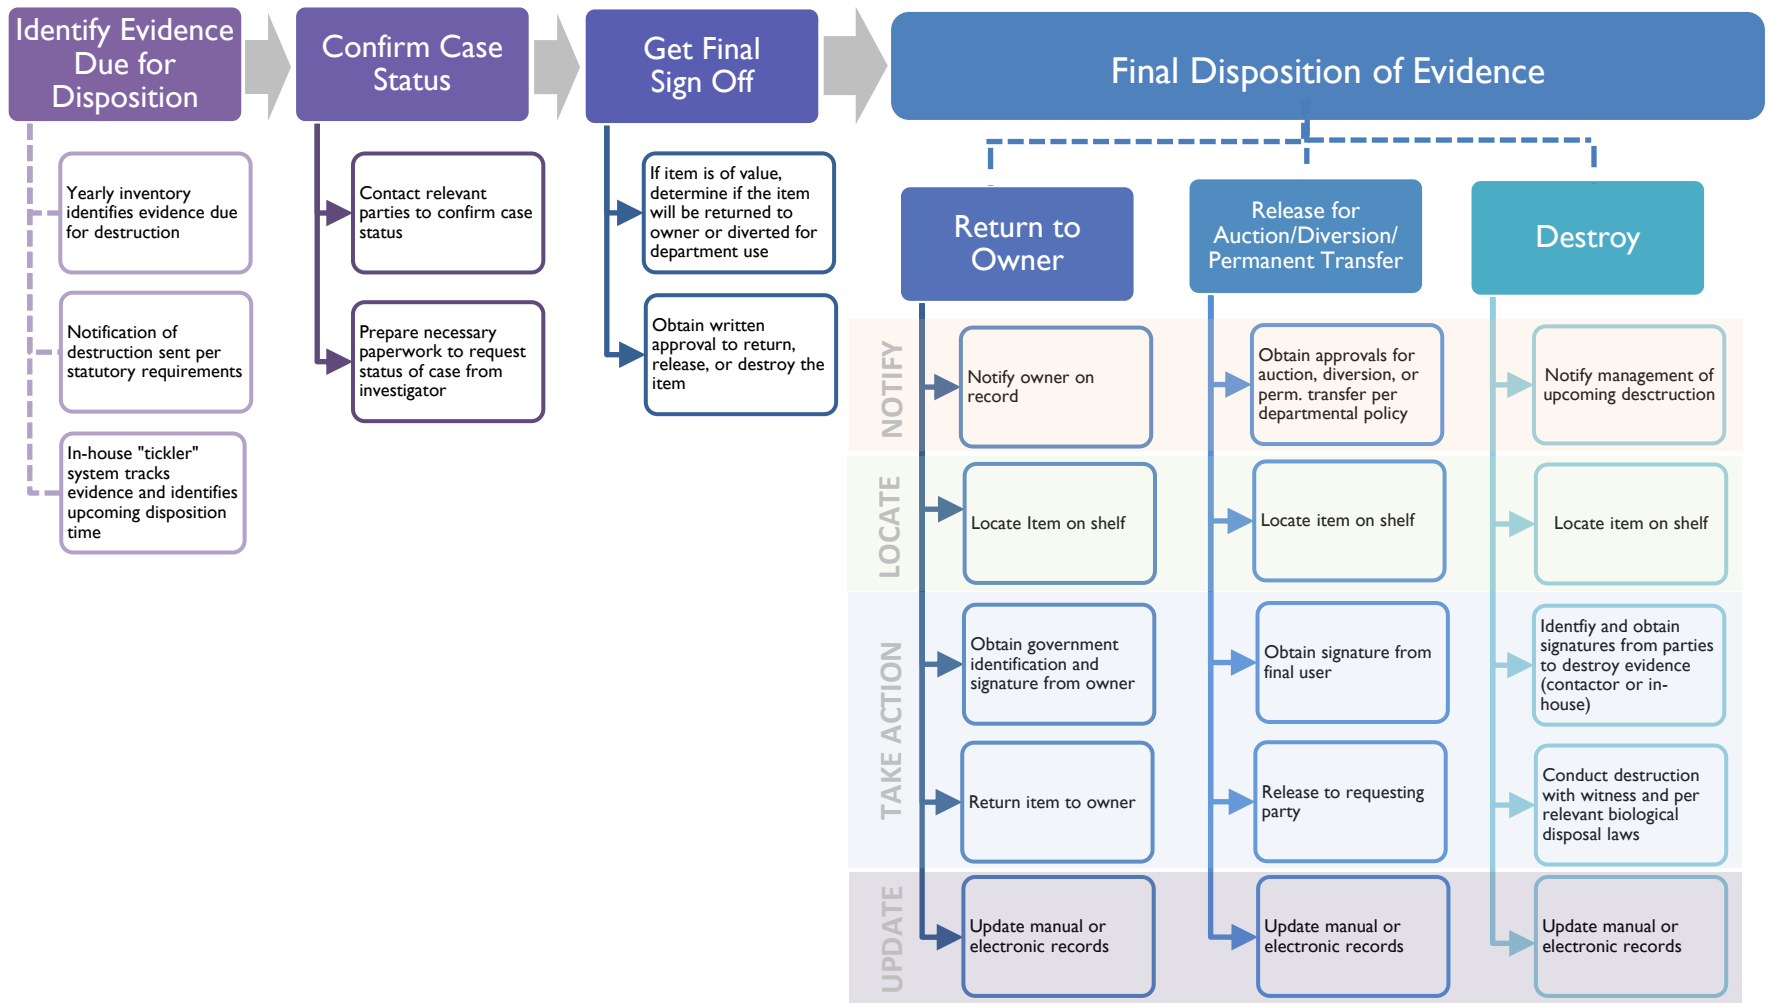 Identify Evidence
Due for
Disposition
Confirm Case
Status
Get Final
Sign Off
Final Disposition of Evidence
Yearly inventory
identifies evidence due
for destruction
Notification of
destruction sent per
statutory requirements
In-house "tickler"
system tracks
evidence and identifies
upcoming disposition
time
Contact relevant
parties to confirm case
status
Prepare necessary
paperwork to request
status of case from
investigator
If item is of value,
determine if the item
will be returned to
owner or diverted for
department use
Obtain written
approval to return,
release, or destroy the
item
Return to
Owner
Release for
Auction/Diversion/
Permanent Transfer
Destroy
NOTIFY
Notify owner on
record
Obtain approvals for
auction, diversion, or
perm. transfer per
departmental policy
Notify management of
upcoming desctruction
LOCATE
Locate Item on shelf
Locate item on shelf
Locate item on shelf
TAKE ACTION
Obtain government
identification and
signature from owner
Obtain signature from
final user
Identfiy and obtain
signatures from parties
to destroy evidence
(contactor or in-
house)
Return item to owner
Release to requesting
party
Conduct destruction
with witness and per
relevant biological
disposal laws
UPDATE
Update manual or
electronic records
Update manual or
electronic records
Update manual or
electronic records